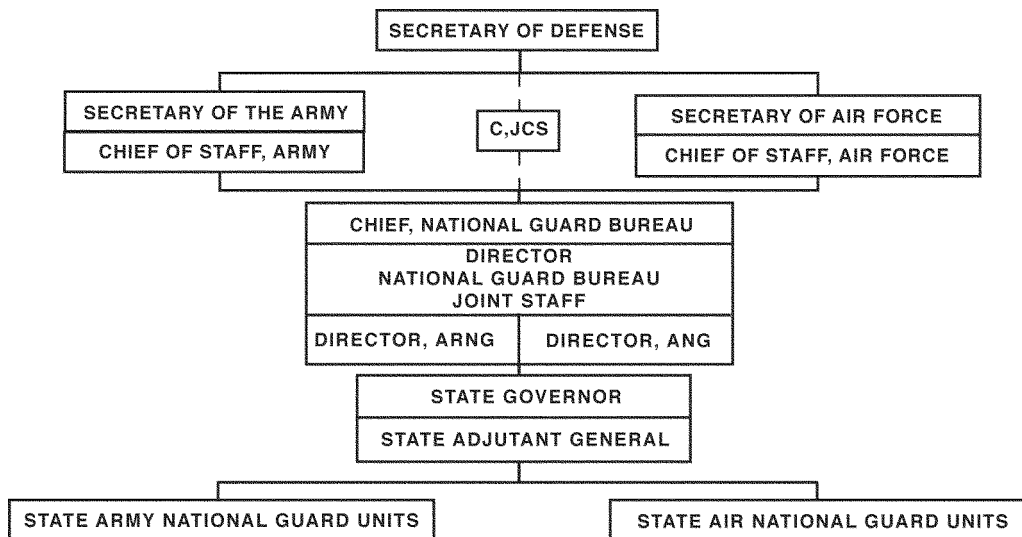 SECRETARY OF DEFENSE
SECRETARY OF THE ARMY
CHIEF OF STAFF, ARMY
C,JCS
SECRETARY OF AIR FORCE
CHIEF OF STAFF, AIR FORCE
CHIEF, NATIONAL GUARD BUREAU
DIRECTOR
NATIONAL GUARD BUREAU
JOINT STAFF
DIRECTOR, ARNG
DIRECTOR, ANG
STATE GOVERNOR
STATE ADJUTANT GENERAL
STATE ARMY NATIONAL GUARD UNITS
STATE AIR NATIONAL GUARD UNITS